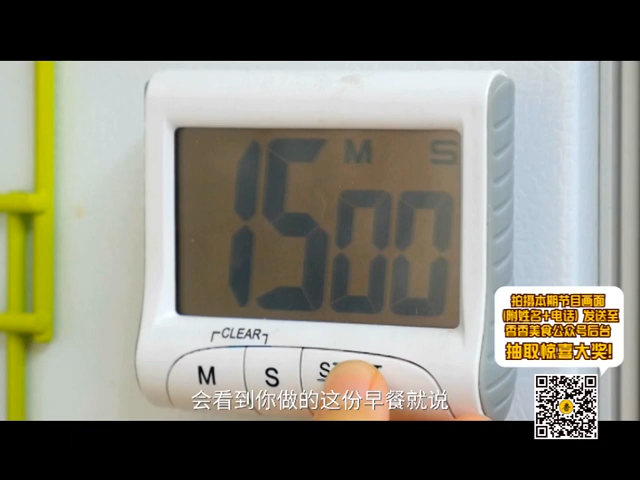 M S
15 00
CLEAR
M S ST
会看到你做的这份早餐就说
拍摄本期节目画面
(附姓名+电话)发送至
香香美食公众号后台
抽取惊喜大奖!